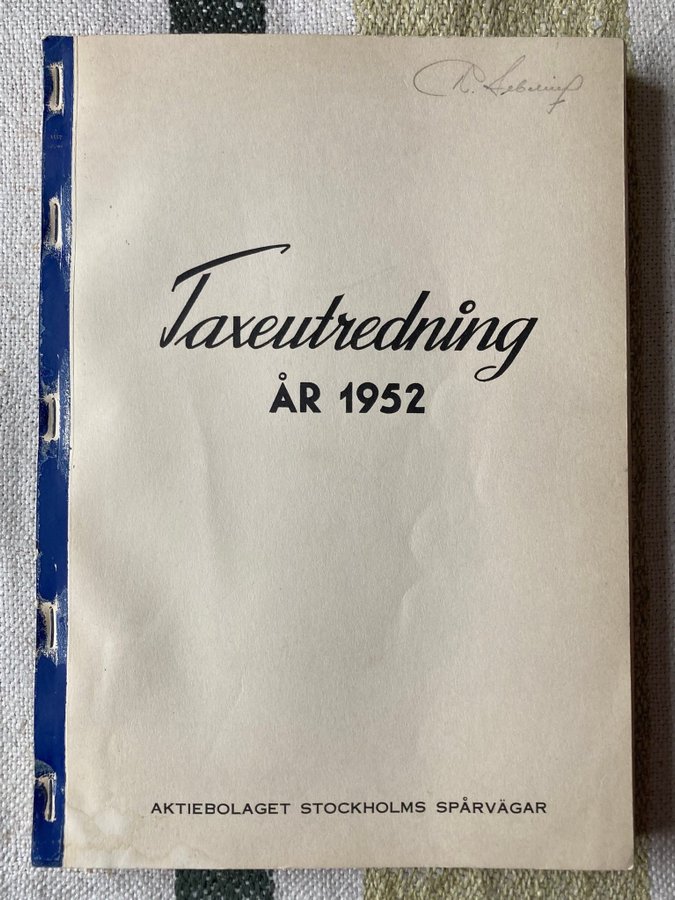 Taxeutredning
ÅR 1952
AKTIEBOLAGET STOCKHOLMS SPÅRVÄGAR